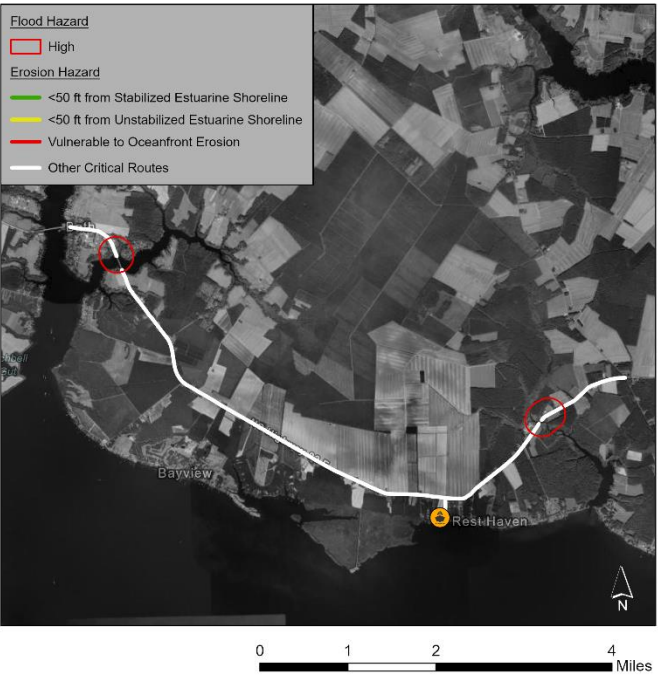 Flood Hazard
High
Erosion Hazard
<50 ft from Stabilized Estuarine Shoreline
<50 ft from Unstabilized Estuarine Shoreline
Vulnerable to Oceanfront Erosion
Other Critical Routes
Bath
Bayview
Rest Haven
N
0 1 2 4
Miles